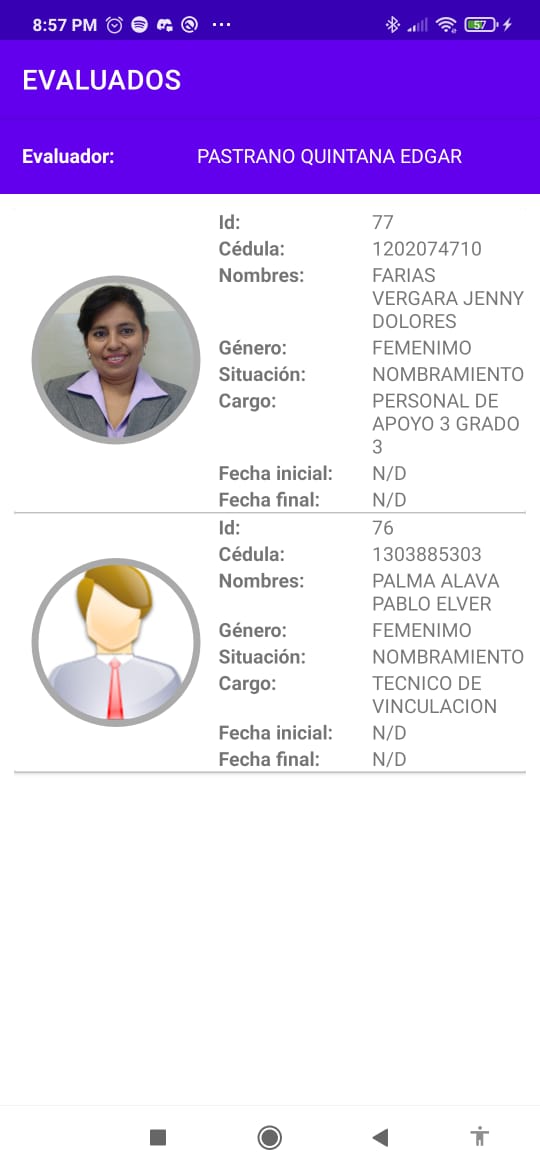 8:57 PM
57
EVALUADOS
Evaluador: PASTRANO QUINTANA EDGAR
Id: 77
Cédula: 1202074710
Nombres: FARIAS
VERGARA JENNY
DOLORES
Género: FEMENIMO
Situación: NOMBRAMIENTO
Cargo: PERSONAL DE
APOYO 3 GRADO
3
Fecha inicial: N/D
Fecha final: N/D
Id: 76
Cédula: 1303885303
Nombres: PALMA ALAVA
PABLO ELVER
Género: FEMENIMO
Situación: NOMBRAMIENTO
Cargo: TECNICO DE
VINCULACION
Fecha inicial: N/D
Fecha final: N/D